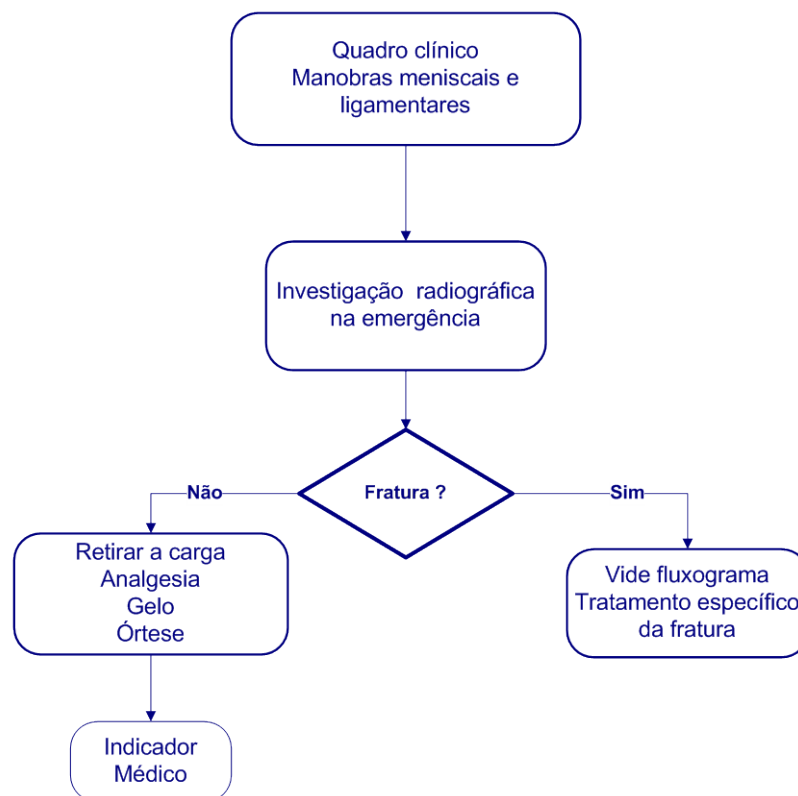 Quadro clínico
Manobras meniscais e
ligamentares
Investigação radiográfica
na emergência
Fratura ?
Não
Sim
Retirar a carga
Analgesia
Gelo
Órtese
Vide fluxograma
Tratamento específico
da fratura
Indicador
Médico